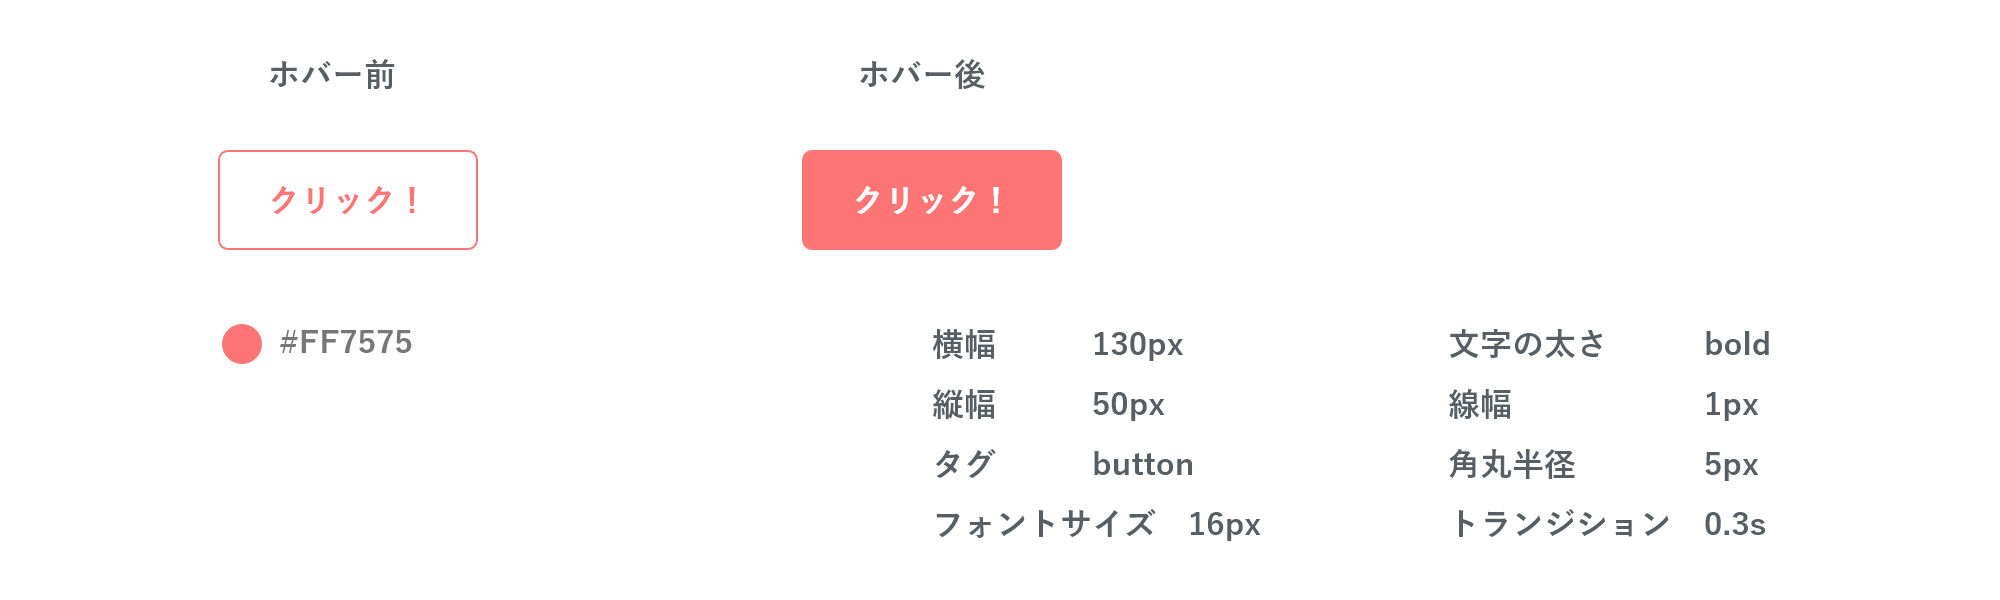 ホバー前 ホバー後
クリック！ クリック！
#FF7575
横幅 130px 文字の太さ bold
縦幅 50px 線幅 1px
タグ button 角丸半径 5px
フォントサイズ 16px トランジション 0.3s